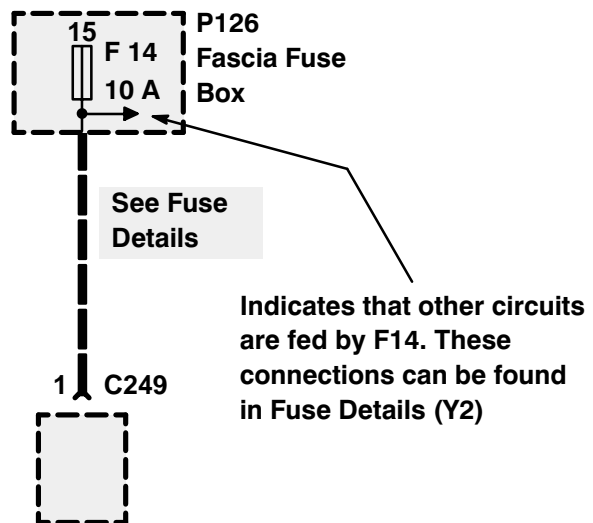 15
F 14
10 A
P126
Fascia Fuse
Box
See Fuse
Details
Indicates that other circuits
are fed by F14. These
connections can be found
in Fuse Details (Y2)
1 C249